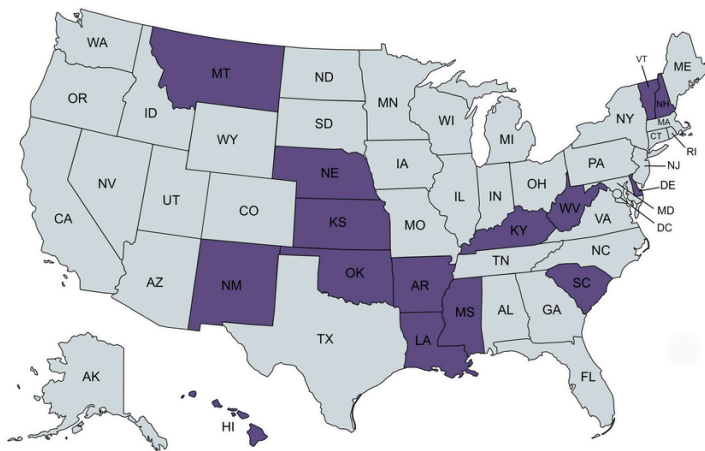 WA
MT
ND
MN
ME
VT
NH
OR
ID
SD
WI
MI
NY
MA
CT
RI
WY
NE
IA
PA
NJ
NV
UT
CO
IL
IN
OH
DE
CA
KS
MO
KY
WV
VA
MD
DC
AZ
NM
OK
AR
TN
NC
TX
LA
MS
AL
GA
SC
FL
AK
HI